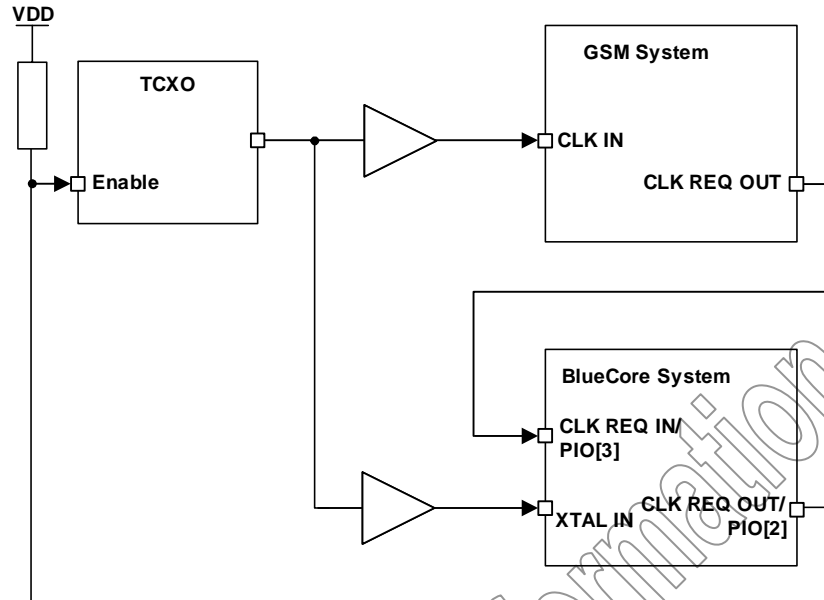 VDD
TCXO
Enable
GSM System
CLK IN
CLK REQ OUT
BlueCore System
CLK REQ IN/
PIO[3]
XTAL IN
CLK REQ OUT/
PIO[2]
formation